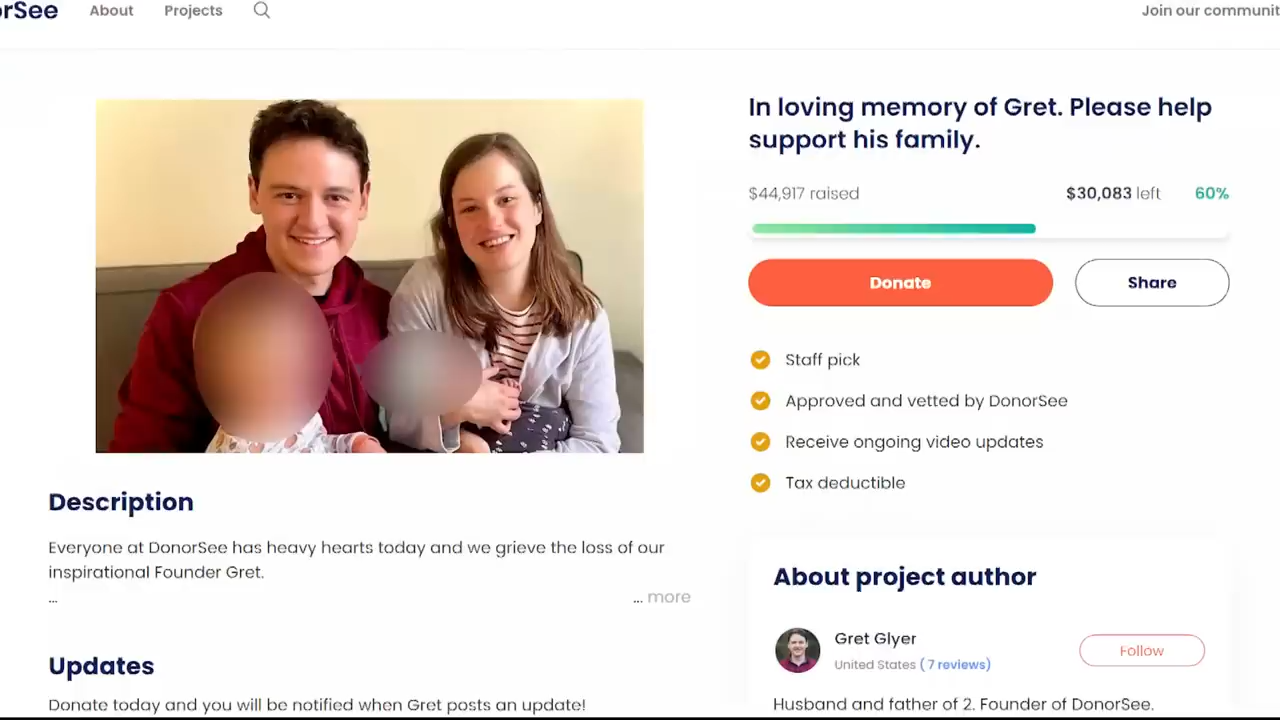 orSee About Projects Join our communit
In loving memory of Gret. Please help
support his family.
$44,917 raised $30,083 left 60%
Donate Share
Staff pick
Approved and vetted by DonorSee
Receive ongoing video updates
Tax deductible
Description
Everyone at DonorSee has heavy hearts today and we grieve the loss of our
inspirational Founder Gret.
... ... more
Updates
Donate today and you will be notified when Gret posts an update!
About project author
Gret Glyer
United States ( 7 reviews)
Follow
Husband and father of 2. Founder of DonorSee.